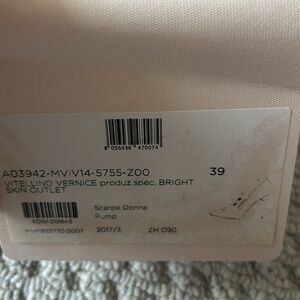 8 056036 470074
A03942-MVIV14-5755-Z00 39
VITELLINO VERNICE produz.spec. BRIGHT
SKIN OUTLET
Scarpe Donna
Pump
2017/3 ZH 090